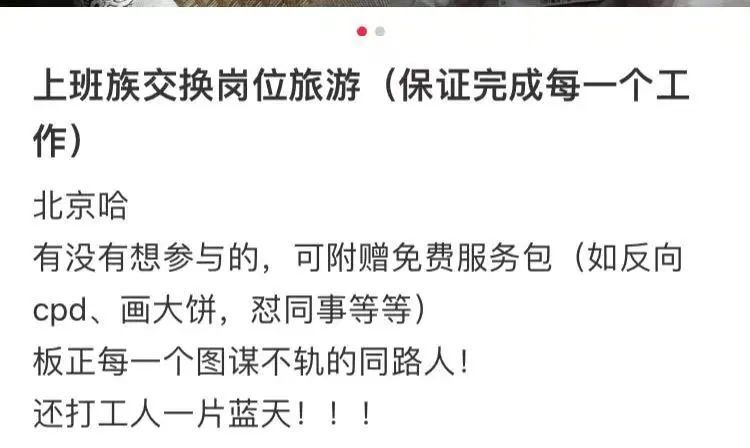 上班族交换岗位旅游（保证完成每一个工
作）
北京哈
有没有想参与的，可附赠免费服务包（如反向
cpd、画大饼，怼同事等等）
板正每一个图谋不轨的同路人！
还打工人一片蓝天！！！